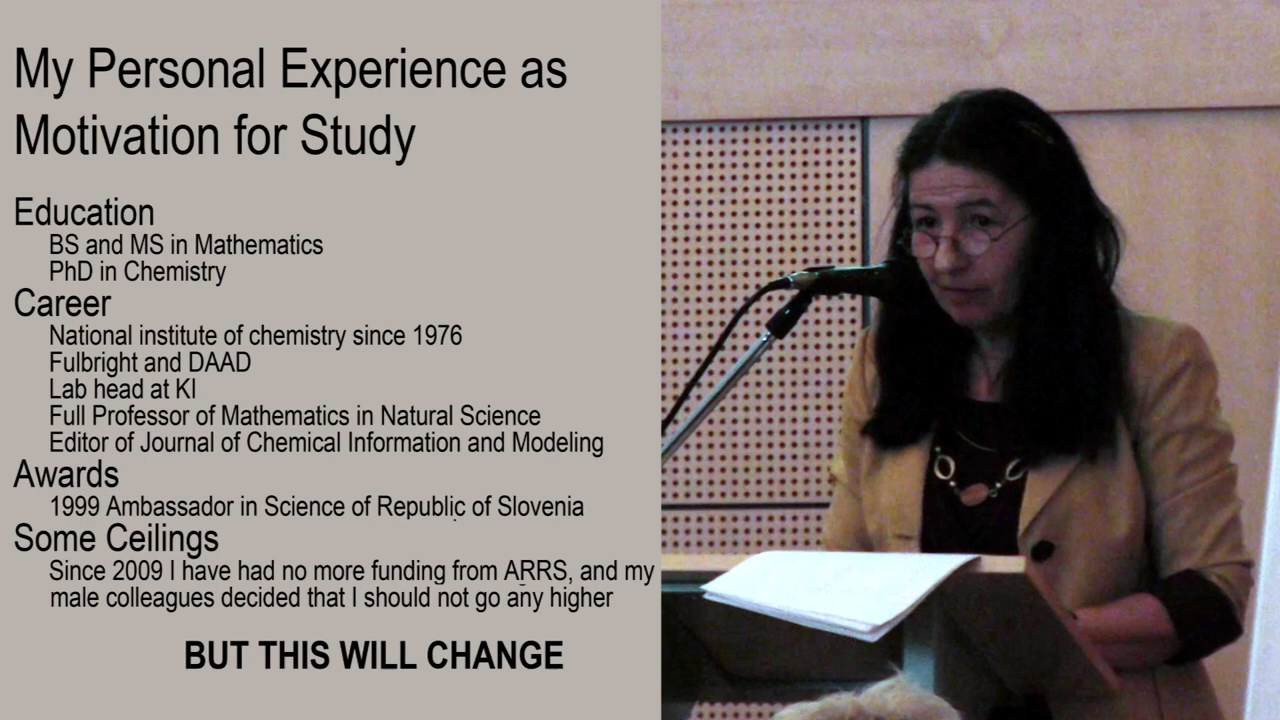 My Personal Experience as
Motivation for Study
Education
BS and MS in Mathematics
PhD in Chemistry
Career
National institute of chemistry since 1976
Fulbright and DAAD
Lab head at KI
Full Professor of Mathematics in Natural Science
Editor of Journal of Chemical Information and Modeling
Awards
1999 Ambassador in Science of Republic of Slovenia
Some Ceilings
Since 2009 I have had no more funding from ARRS, and my
male colleagues decided that I should not go any higher
BUT THIS WILL CHANGE